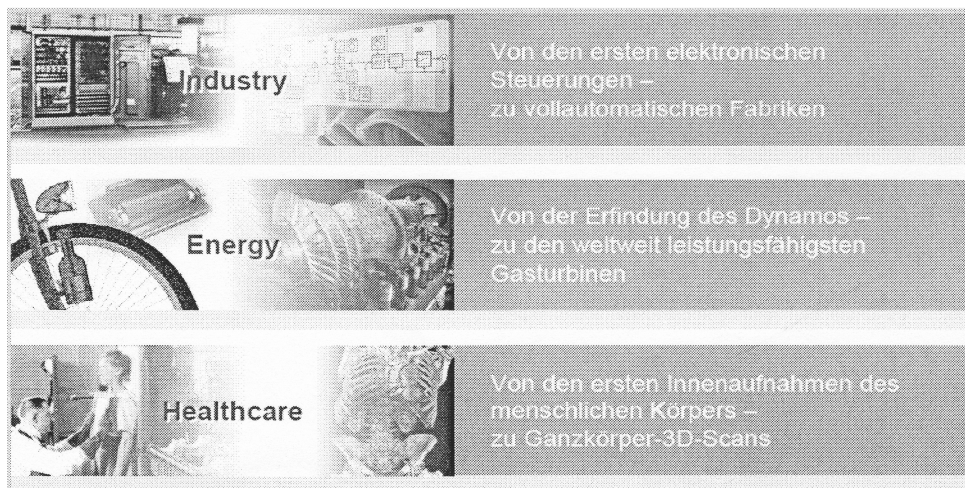 Industry
Von den ersten elektronischen
Steuerungen –
zu vollautomatischen Fabriken
Energy
Von der Erfindung des Dynamos –
zu den weltweit leistungsfähigsten
Gasturbinen
Healthcare
Von den ersten Innenaufnahmen des
menschlichen Körpers –
zu Ganzkörper-3D-Scans